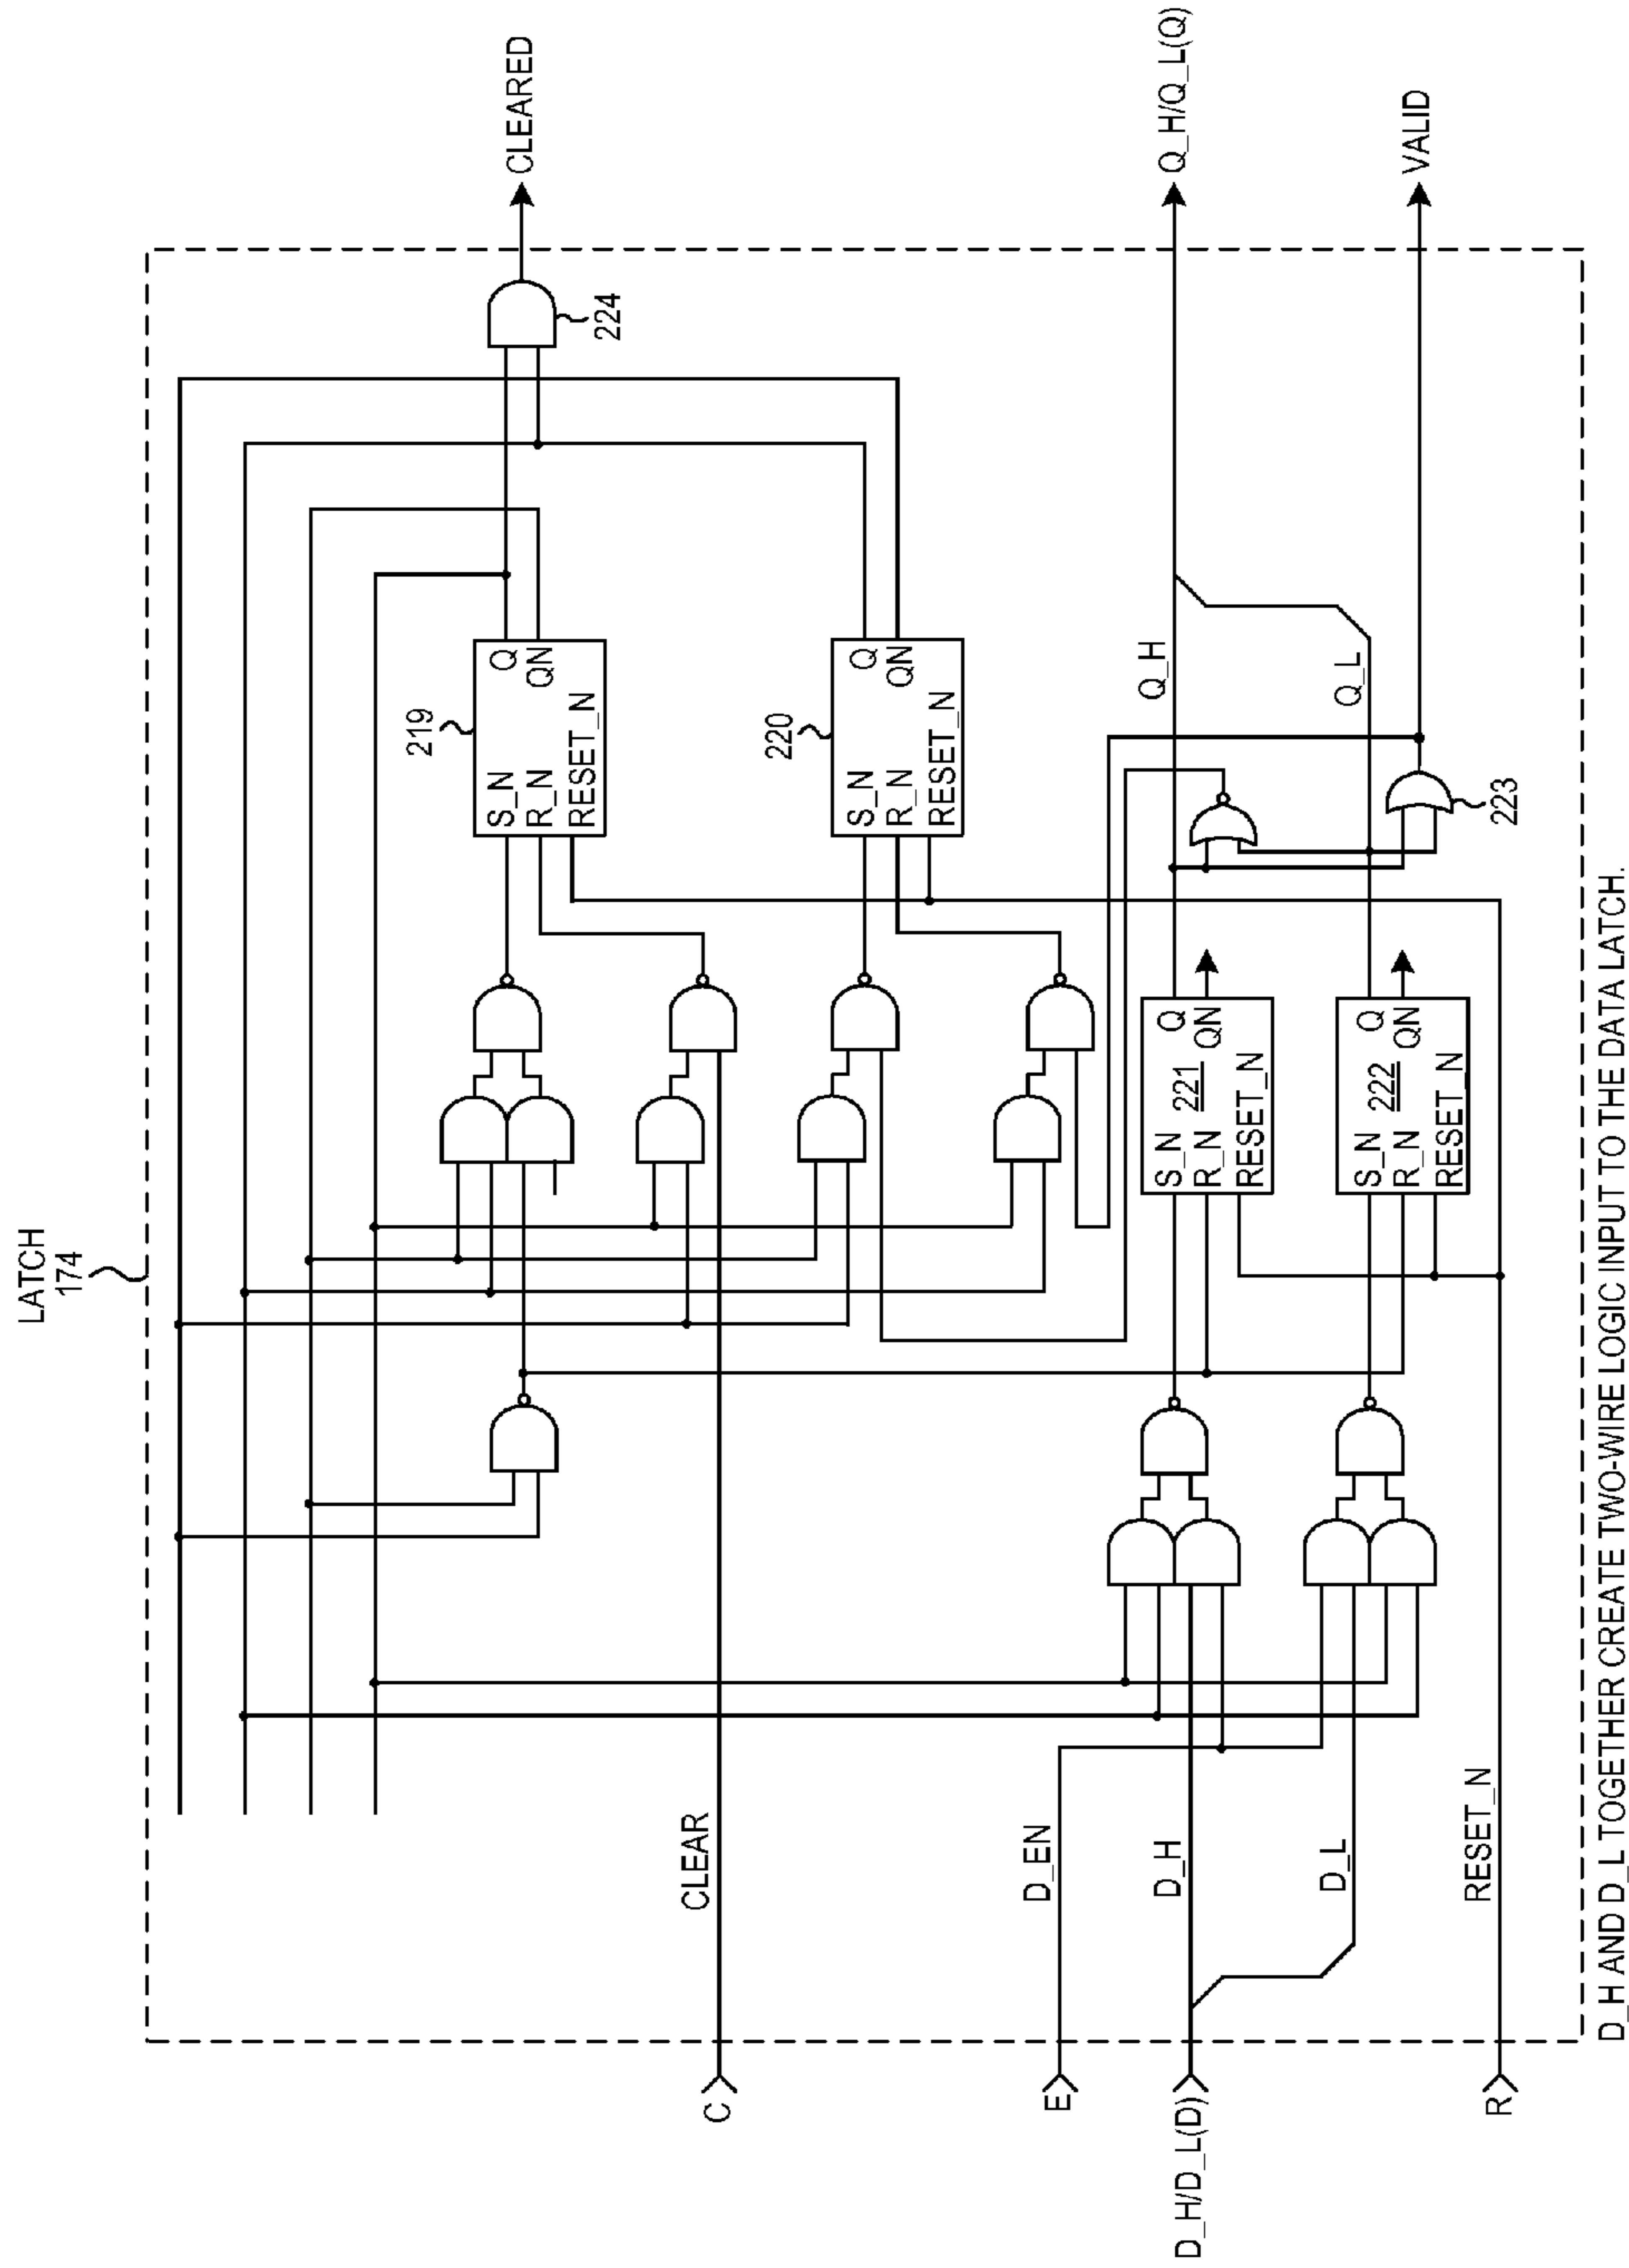 LATCH
174
CLEARED
224
219
S_N
R_N
RESET_N
Q
QN
220
S_N
R_N
RESET_N
Q
QN
C
CLEAR
E
D_EN
D_H/D_L(D)
D_H
D_L
R
RESET_N
S_N
R_N
RESET_N
221
Q
QN
S_N
R_N
RESET_N
222
Q
QN
Q_H
Q_L
223
Q_H/Q_L(Q)
VALID
D_H AND D_L TOGETHER CREATE TWO-WIRE LOGIC INPUT TO THE DATA LATCH.